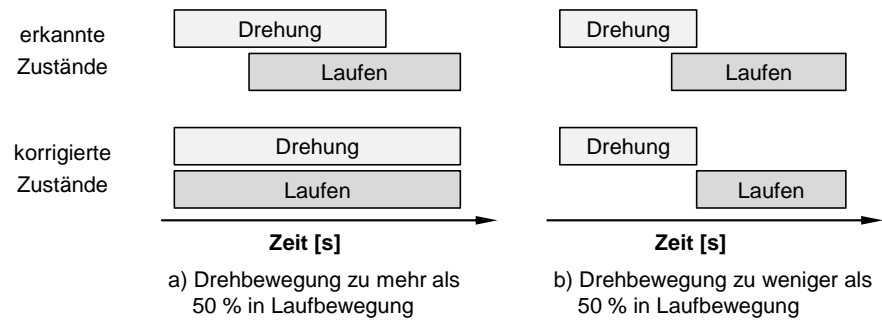 erkannte
Zustände
Drehung
Laufen
Drehung
Laufen
korrigierte
Zustände
Drehung
Laufen
Drehung
Laufen
Zeit [s]
Zeit [s]
a) Drehbewegung zu mehr als
50 % in Laufbewegung
b) Drehbewegung zu weniger als
50 % in Laufbewegung